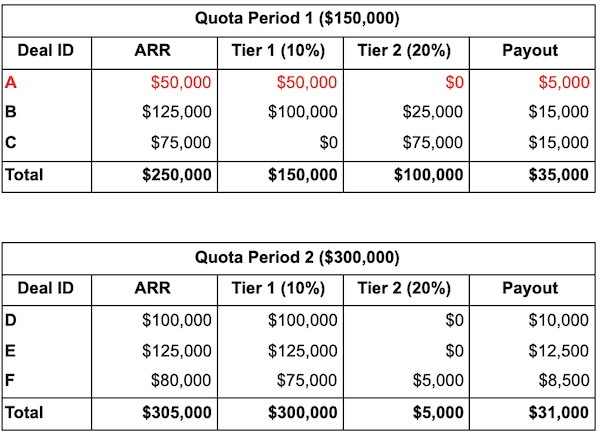 Quota Period 1 ($150,000)
Deal ID ARR Tier 1 (10%) Tier 2 (20%) Payout
A $50,000 $50,000 $0 $5,000
B $125,000 $100,000 $25,000 $15,000
C $75,000 $0 $75,000 $15,000
Total $250,000 $150,000 $100,000 $35,000
Quota Period 2 ($300,000)
Deal ID ARR Tier 1 (10%) Tier 2 (20%) Payout
D $100,000 $100,000 $0 $10,000
E $125,000 $125,000 $0 $12,500
F $80,000 $75,000 $5,000 $8,500
Total $305,000 $300,000 $5,000 $31,000